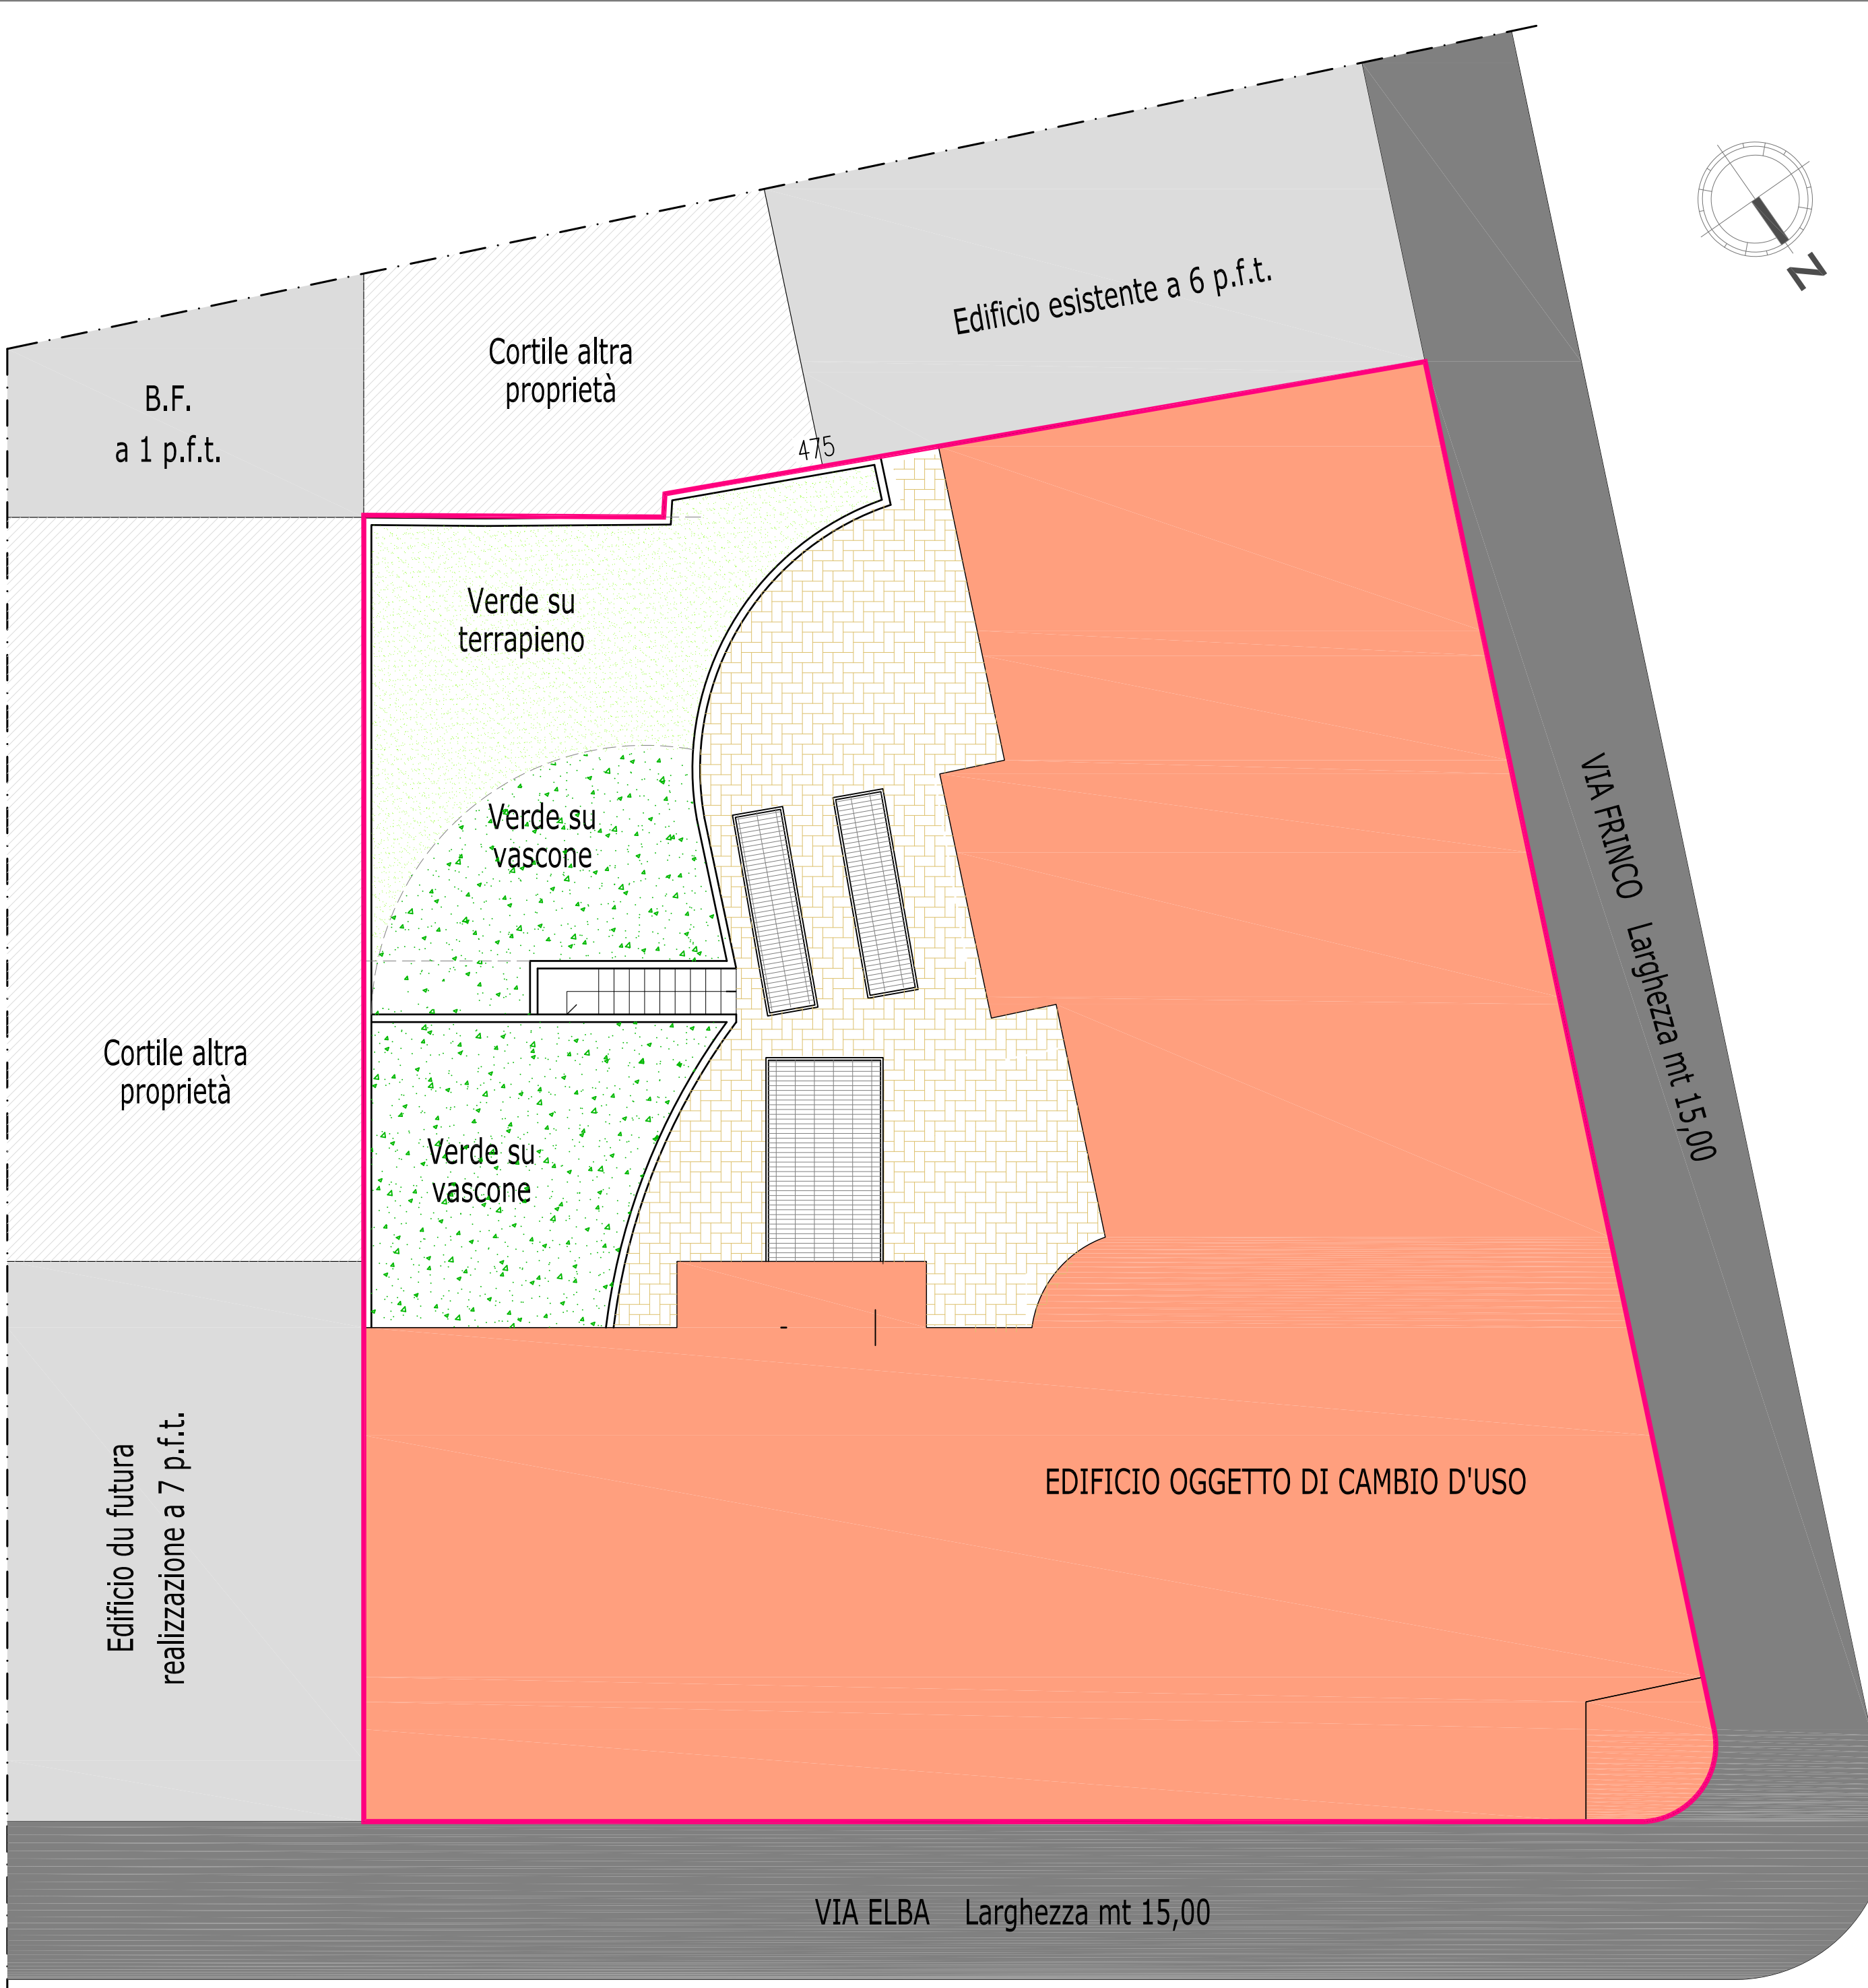 N
Edificio esistente a 6 p.f.t.
Cortile altra
proprietà
B.F.
a 1 p.f.t.
475
Verde su
terrapieno
Verde su
vascone
VIA FRINCO Larghezza mt 15,00
Cortile altra
proprietà
Verde su
vascone
Edificio du futura
realizzazione a 7 p.f.t.
EDIFICIO OGGETTO DI CAMBIO D'USO
VIA ELBA Larghezza mt 15,00